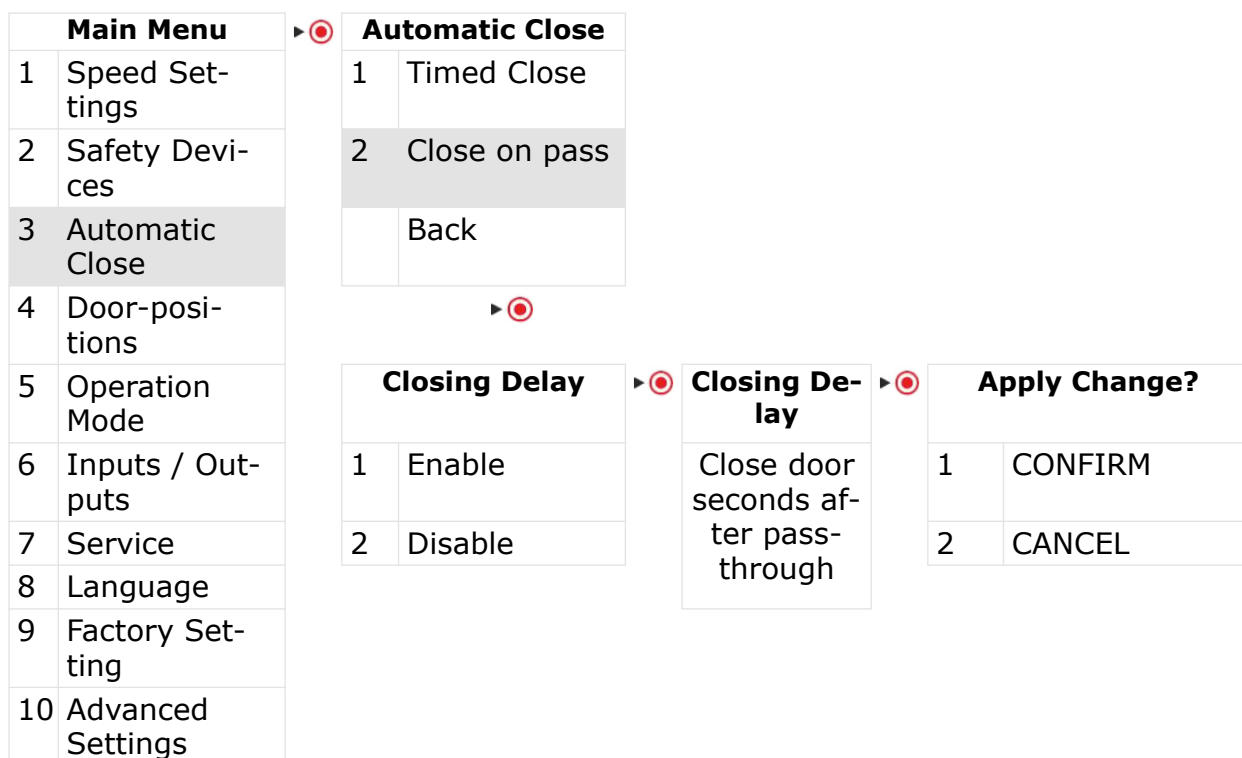 Main Menu
1 Speed Set-
tings
2 Safety Devi-
ces
3 Automatic
Close
4 Door-posi-
tions
5 Operation
Mode
6 Inputs / Out-
puts
7 Service
8 Language
9 Factory Set-
ting
10 Advanced
Settings
Automatic Close
1 Timed Close
2 Close on pass
Back
Closing Delay
1 Enable
2 Disable
Closing De-
lay
Close door
seconds af-
ter pass-
through
Apply Change?
1 CONFIRM
2 CANCEL